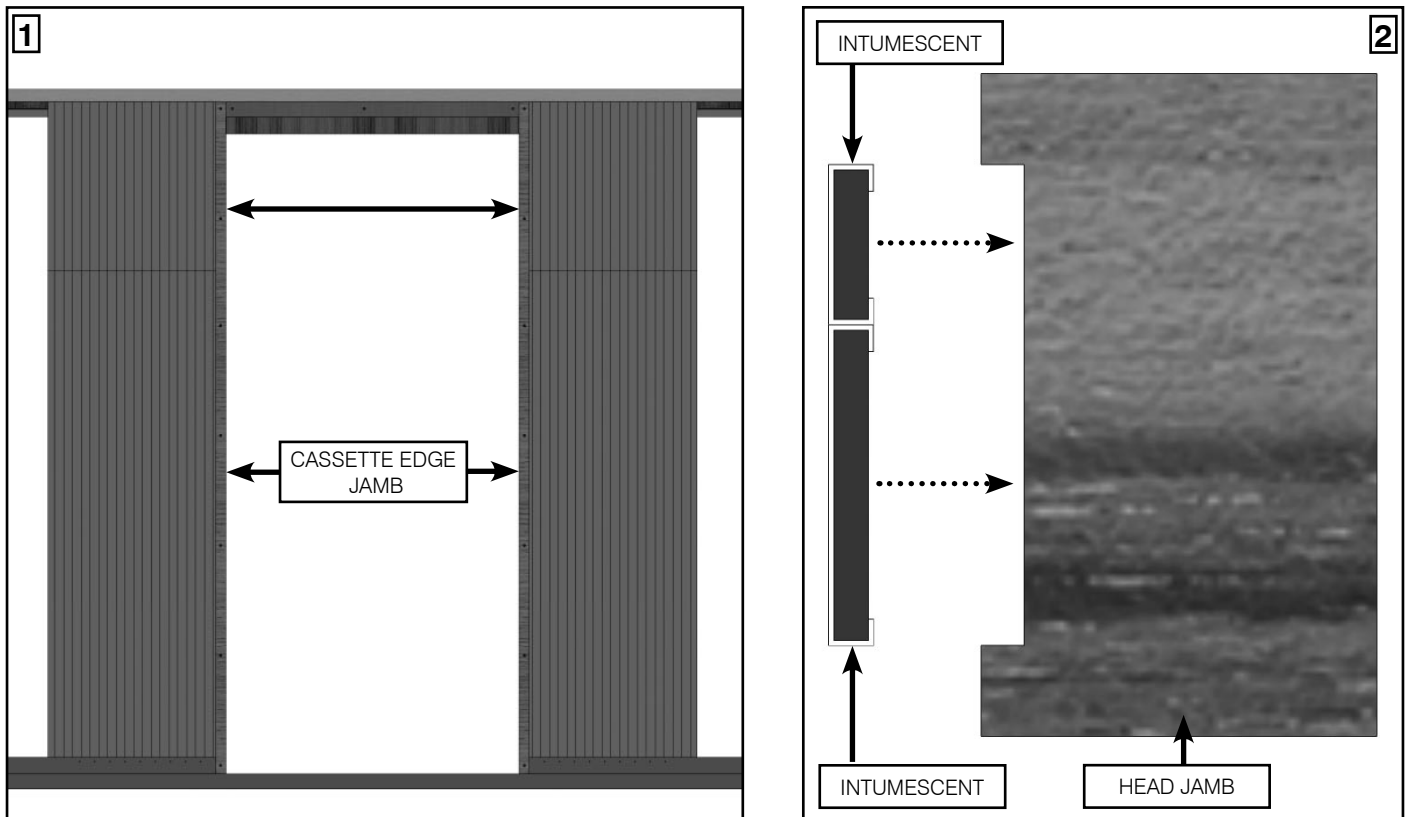 1
CASSETTE EDGE
JAMB
2
INTUMESCENT
INTUMESCENT
HEAD JAMB